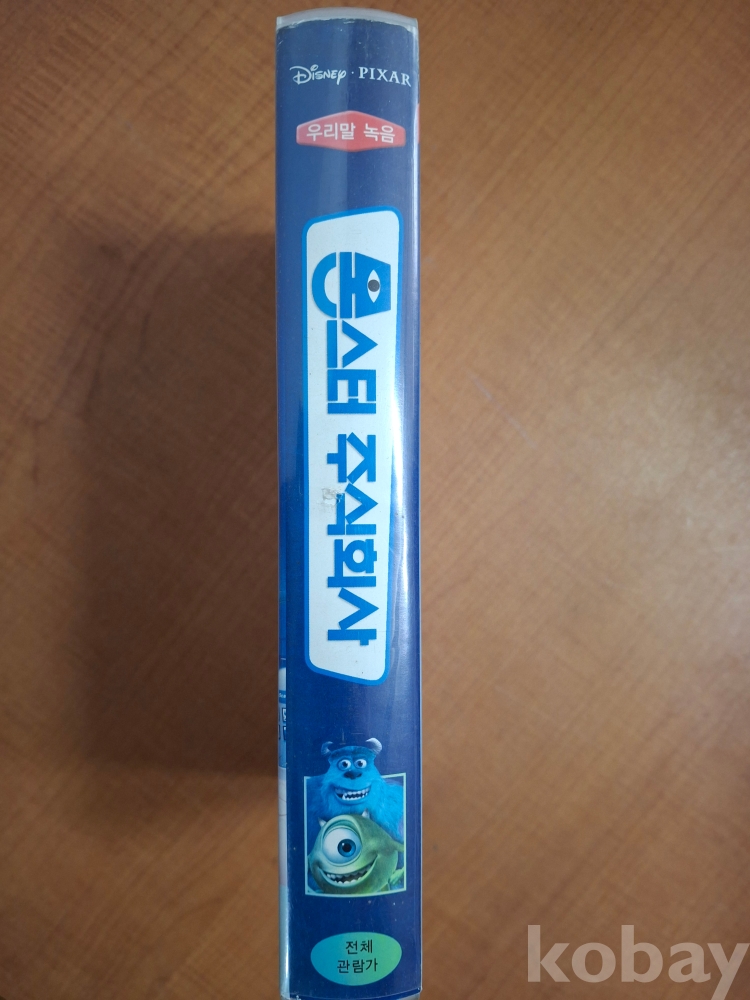 Disney · PIXAR
우리말 녹음
몬스터 주식회사
전체
관람가
kobay